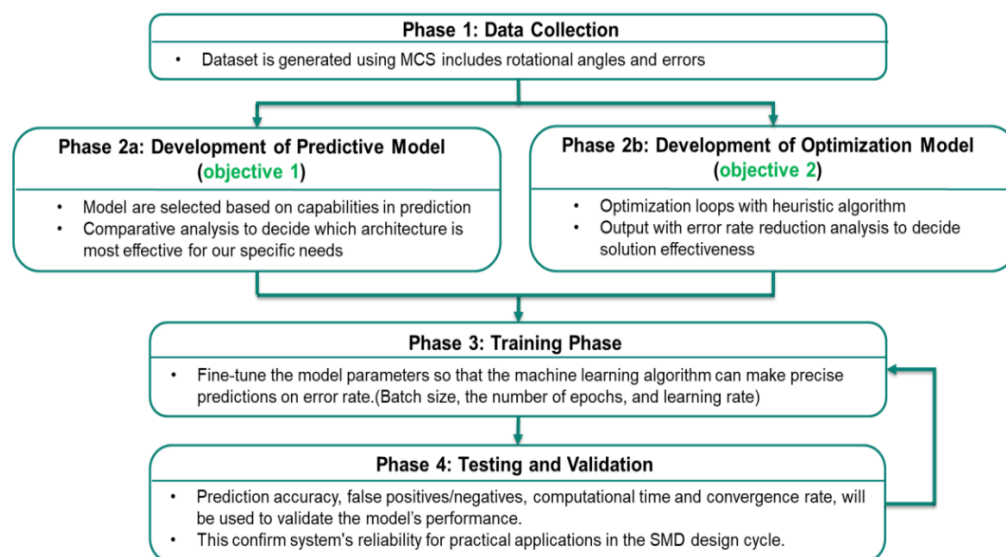 Phase 1: Data Collection
• Dataset is generated using MCS includes rotational angles and errors
Phase 2a: Development of Predictive Model
(objective 1)
• Model are selected based on capabilities in prediction
• Comparative analysis to decide which architecture is
most effective for our specific needs
Phase 2b: Development of Optimization Model
(objective 2)
• Optimization loops with heuristic algorithm
• Output with error rate reduction analysis to decide
solution effectiveness
Phase 3: Training Phase
• Fine-tune the model parameters so that the machine learning algorithm can make precise
predictions on error rate.(Batch size, the number of epochs, and learning rate)
Phase 4: Testing and Validation
• Prediction accuracy, false positives/negatives, computational time and convergence rate, will
be used to validate the model's performance.
• This confirm system's reliability for practical applications in the SMD design cycle.